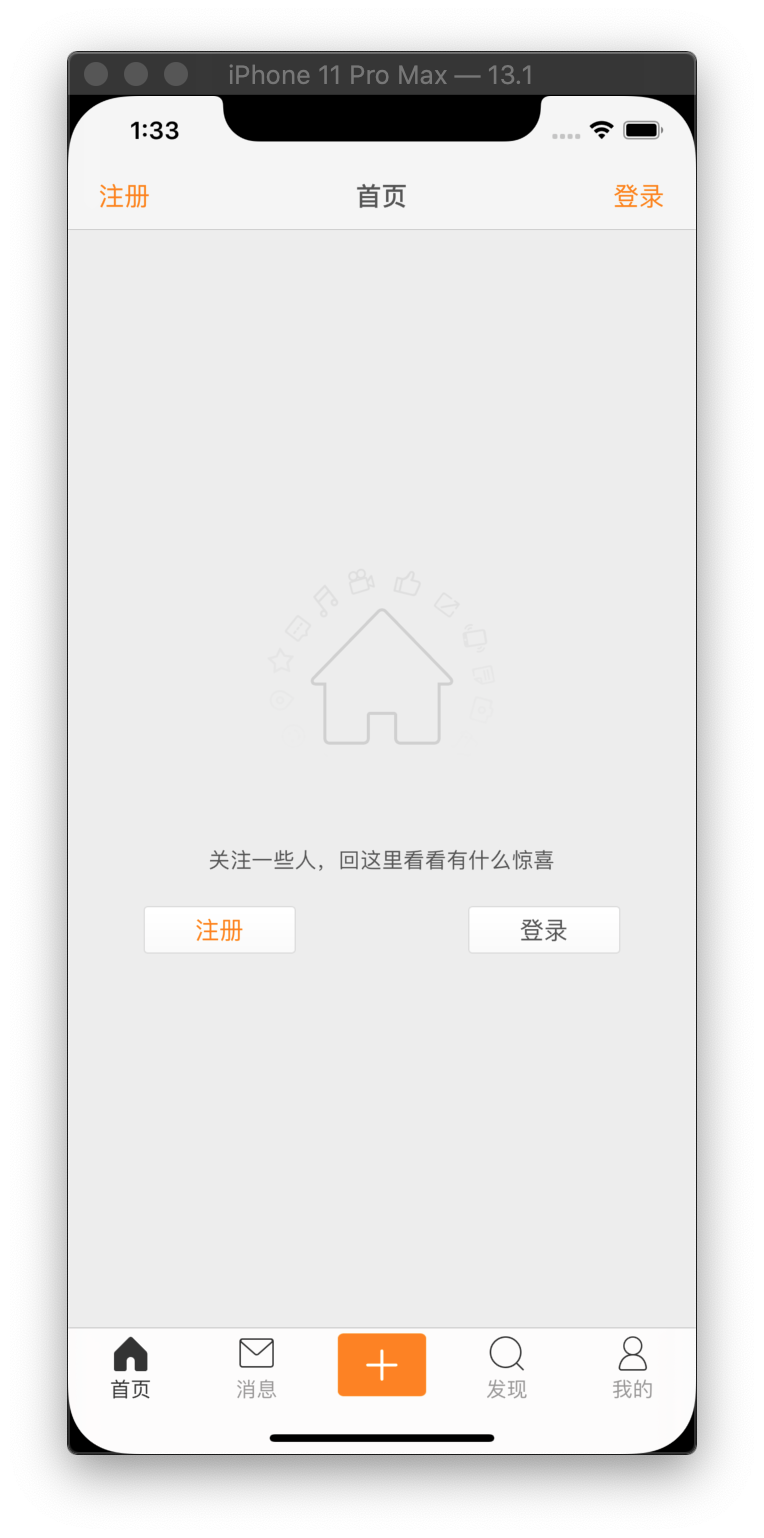 iPhone 11 Pro Max — 13.1
1:33
注册 首页 登录
关注一些人，回这里看看有什么惊喜
注册 登录
首页 消息 发现 我的